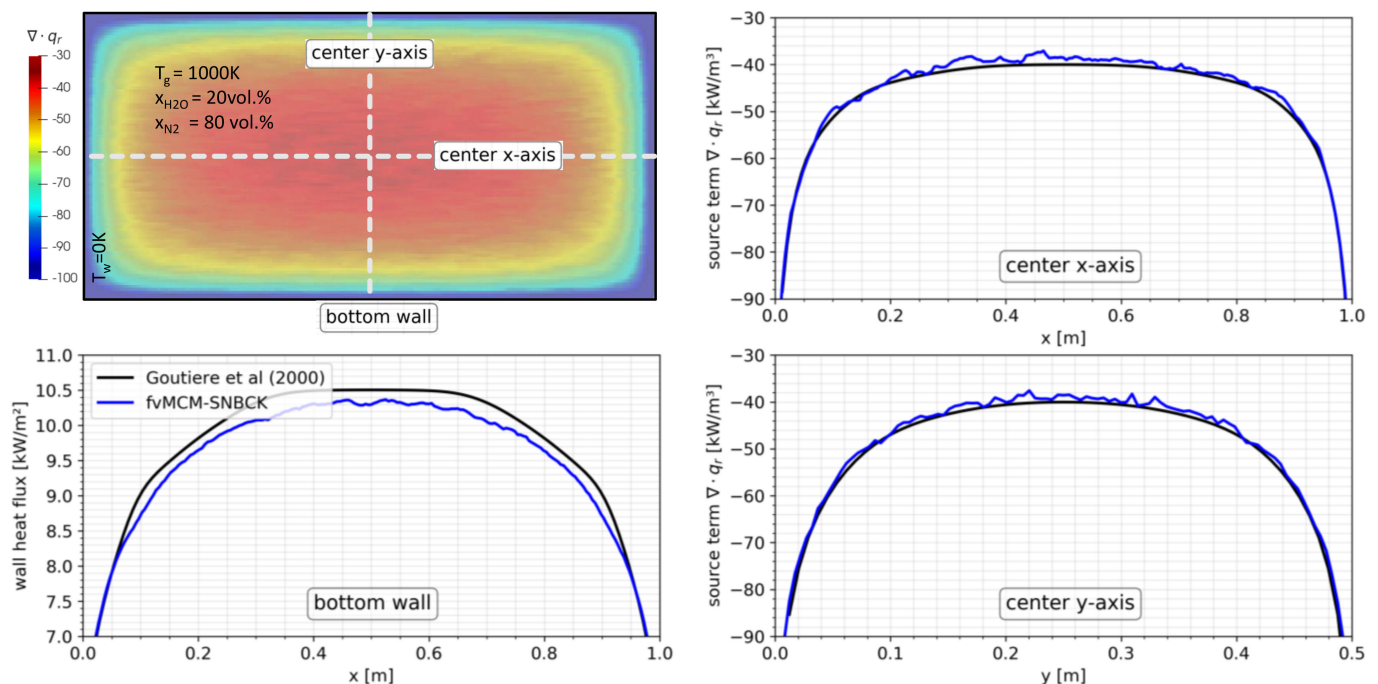 ∇ · q_r
-30
-40
-50
-60
-70
-80
-90
-100
center y-axis
T_g = 1000K
x_H2O = 20vol.%
x_N2 = 80 vol.%
center x-axis
T_w=0K
bottom wall
source term ∇ · q_r [kW/m³]
−30
−40
−50
−60
−70
−80
−90
center x-axis
0.0 0.2 0.4 0.6 0.8 1.0
x [m]
wall heat flux [kW/m²]
11.0
10.5
10.0
9.5
9.0
8.5
8.0
7.5
7.0
Goutiere et al (2000)
fvMCM-SNBCK
bottom wall
0.0 0.2 0.4 0.6 0.8 1.0
x [m]
source term ∇ · q_r [kW/m³]
−30
−40
−50
−60
−70
−80
−90
center y-axis
0.0 0.1 0.2 0.3 0.4 0.5
y [m]